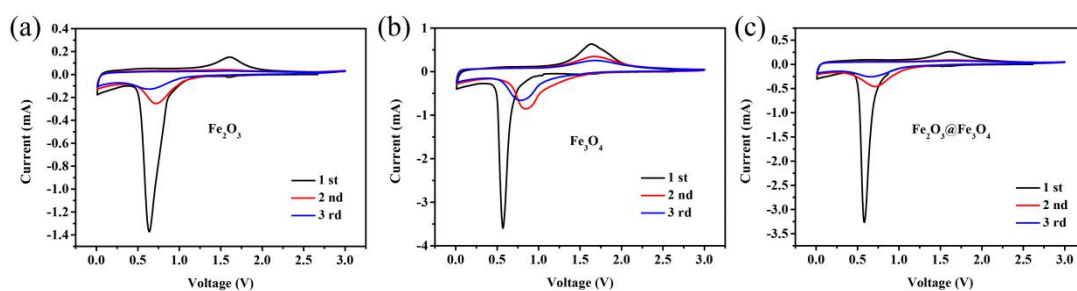 (a)
0.4
0.2
0.0
-0.2
-0.4
-0.6
-0.8
-1.0
-1.2
-1.4
Current (mA)
Fe₂O₃
1 st
2 nd
3 rd
0.0 0.5 1.0 1.5 2.0 2.5 3.0
Voltage (V)
(b)
1
0
-1
-2
-3
-4
Current (mA)
Fe₃O₄
1 st
2 nd
3 rd
0.0 0.5 1.0 1.5 2.0 2.5 3.0
Voltage (V)
(c)
0.5
0.0
-0.5
-1.0
-1.5
-2.0
-2.5
-3.0
-3.5
Current (mA)
Fe₂O₃@Fe₃O₄
1 st
2 nd
3 rd
0.0 0.5 1.0 1.5 2.0 2.5 3.0
Voltage (V)